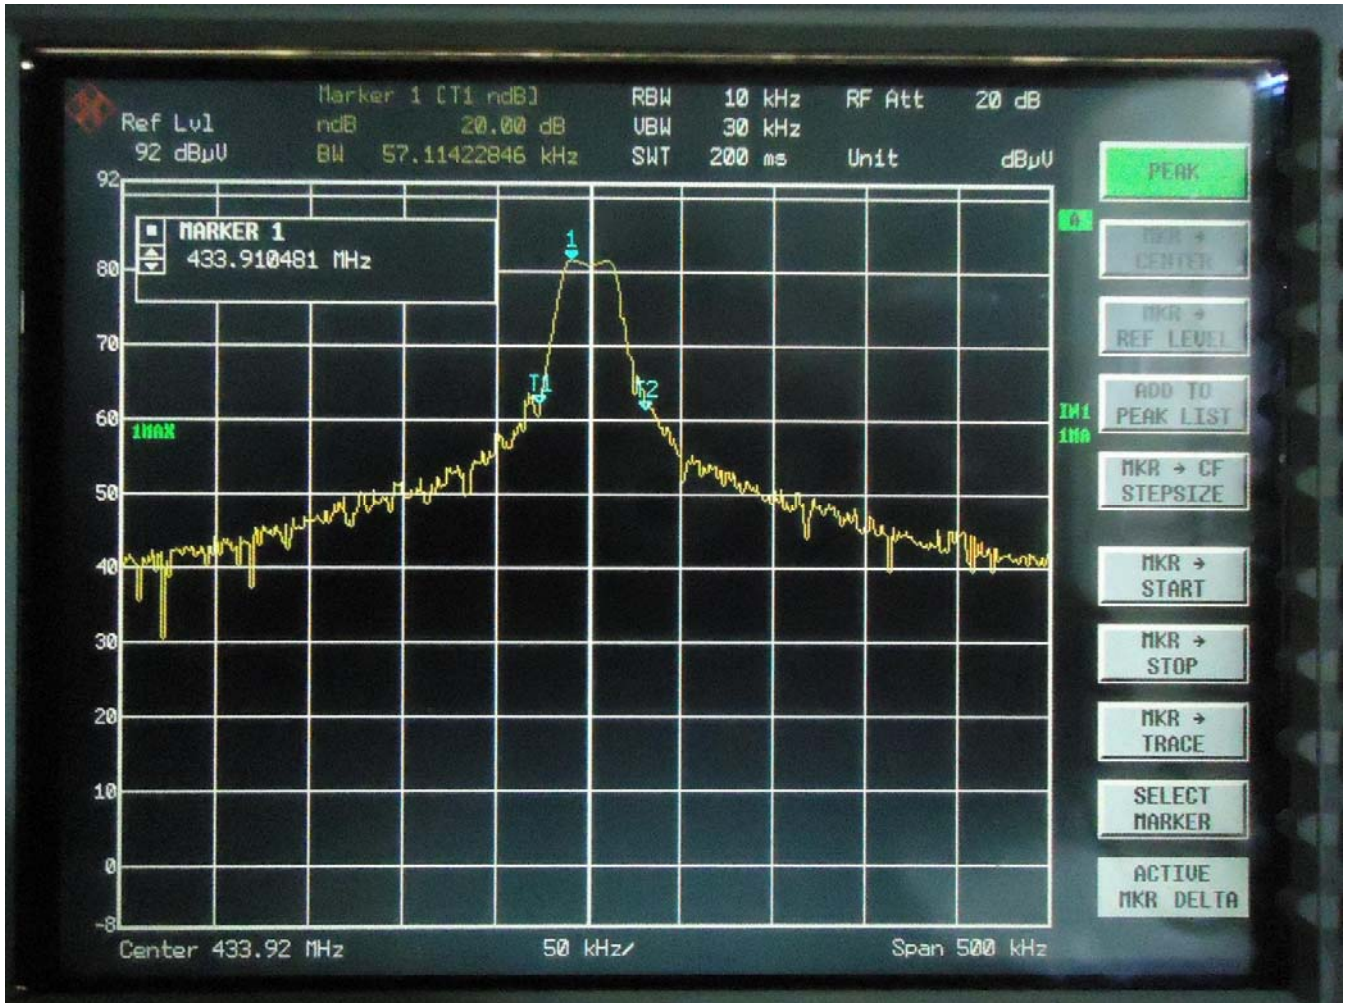 Marker 1 [T1 ndB]
RBW 10 kHz
RF Att 20 dB
Ref Lvl
ndB 20.00 dB
VBW 30 kHz
92 dBµV
BW 57.11422846 kHz
SWT 200 ms
Unit dBµV
92
MARKER 1
433.910481 MHz
1
A
80
70
T1
T2
60
1MAX
IN1
1MA
50
40
30
20
10
0
-8
Center 433.92 MHz
50 kHz/
Span 500 kHz
PEAK
MKR →
CENTER
MKR →
REF LEVEL
ADD TO
PEAK LIST
MKR → CF
STEPSIZE
MKR →
START
MKR →
STOP
MKR →
TRACE
SELECT
MARKER
ACTIVE
MKR DELTA